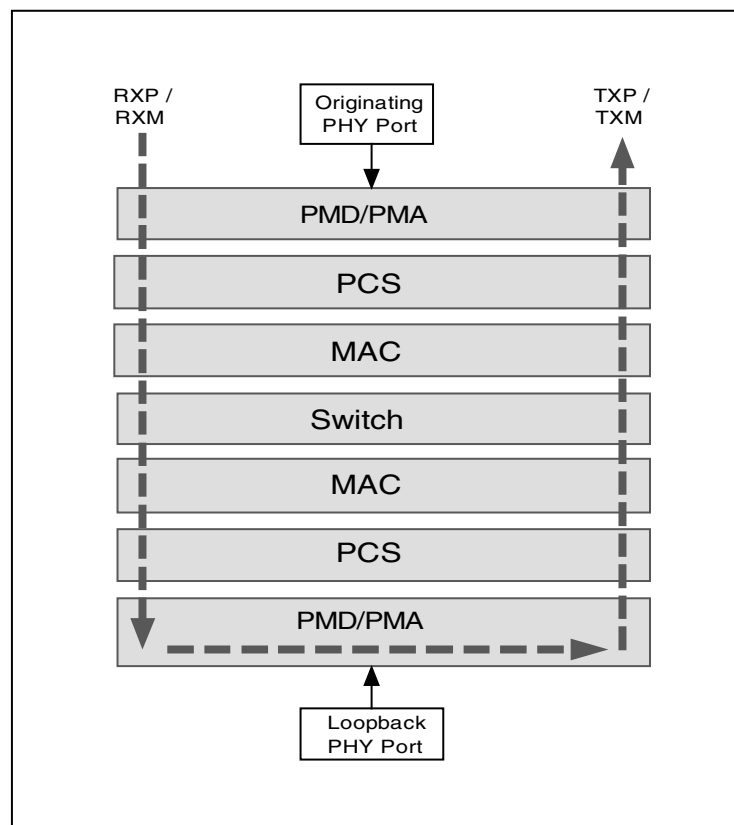 RXP /
RXM
Originating
PHY Port
TXP /
TXM
PMD/PMA
PCS
MAC
Switch
MAC
PCS
PMD/PMA
Loopback
PHY Port